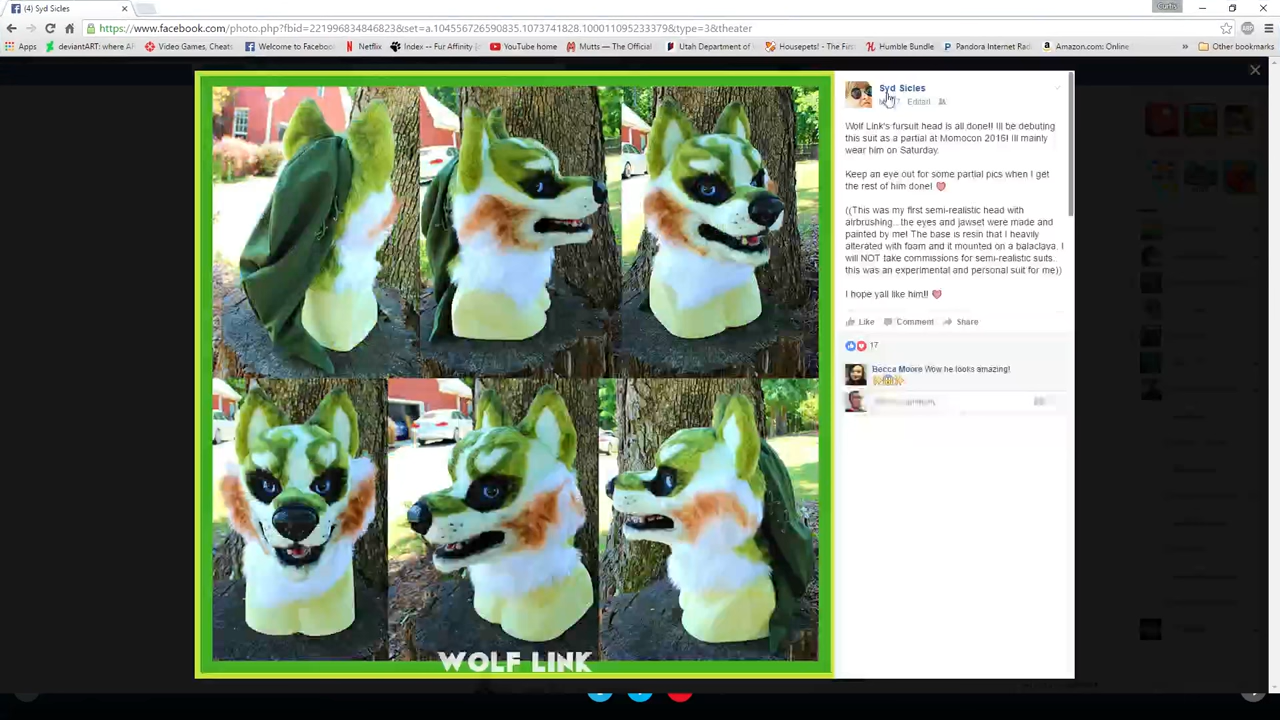 Curtis
(4) Syd Sicles
https://www.facebook.com/photo.php?fbid=221996834846823&set=a.104556726590835.1073741828.100011095233379&type=3&theater
Apps deviantART: where AR Video Games, Cheats Welcome to Facebook Netflix Index -- Fur Affinity [ YouTube home Mutts — The Official Utah Department of Housepets! - The First Humble Bundle Pandora Internet Radi Amazon.com: Online » Other bookmarks
Syd Sicles
Edited
Wolf Link's fursuit head is all done!! Ill be debuting
this suit as a partial at Momocon 2016! Ill mainly
wear him on Saturday.
Keep an eye out for some partial pics when I get
the rest of him done!
((This was my first semi-realistic head with
airbrushing.. the eyes and jawset were made and
painted by me! The base is resin that I heavily
alterated with foam and it mounted on a balaclava. I
will NOT take commissions for semi-realistic suits..
this was an experimental and personal suit for me))
I hope yall like him!!
Like Comment Share
17
Becca Moore Wow he looks amazing!
WOLF LINK